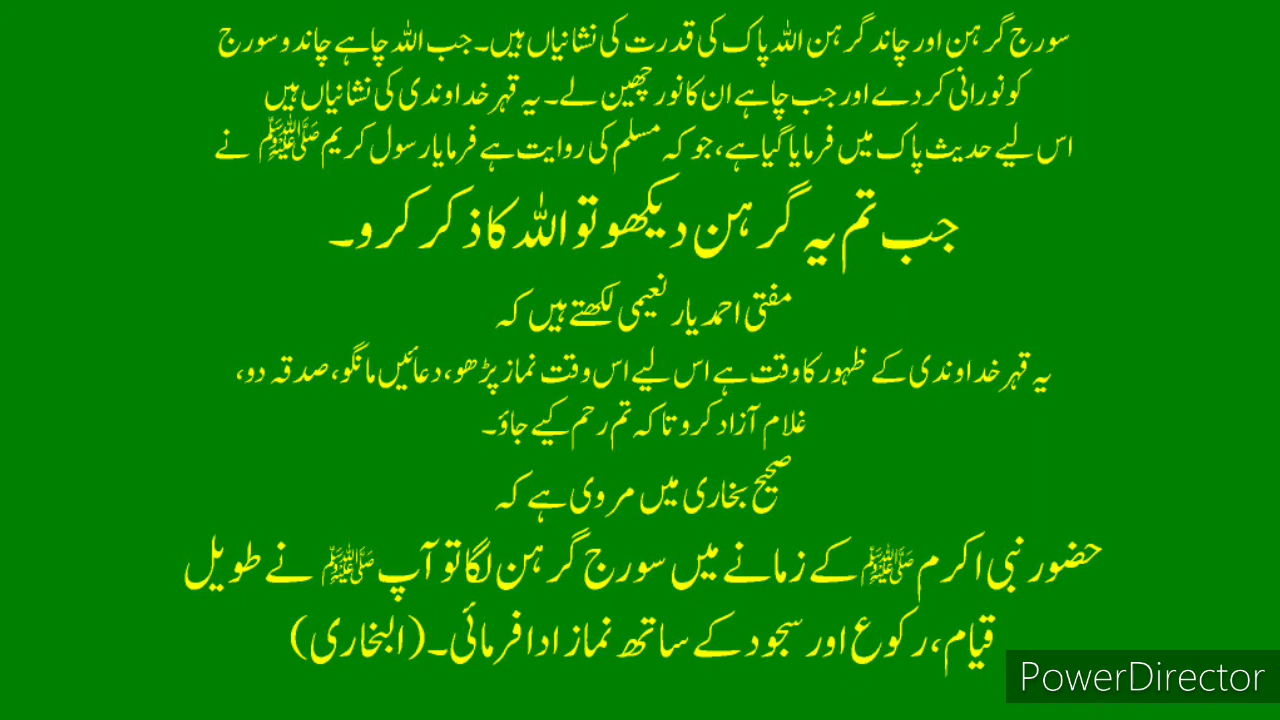 سورج گرہن اور چاند گرہن اللہ پاک کی قدرت کی نشانیاں ہیں۔ جب اللہ چاہے چاند و سورج
کو نورانی کر دے اور جب چاہے ان کا نور چھین لے۔ یہ قہر خداوندی کی نشانیاں ہیں
اس لیے حدیث پاک میں فرمایا گیا ہے، جو کہ مسلم کی روایت ہے فرمایا رسول کریم ﷺ نے
جب تم یہ گرہن دیکھو تو اللہ کا ذکر کرو۔
مفتی احمد یار نعیمی لکھتے ہیں کہ
یہ قہر خداوندی کے ظہور کا وقت ہے اس لیے اس وقت نماز پڑھو، دعائیں مانگو، صدقہ دو،
غلام آزاد کرو تا کہ تم رحم کیے جاؤ۔
صحیح بخاری میں مروی ہے کہ
حضور نبی اکرم ﷺ کے زمانے میں سورج گرہن لگا تو آپ ﷺ نے طویل
قیام، رکوع اور سجود کے ساتھ نماز ادا فرمائی۔ (البخاری)
PowerDirector